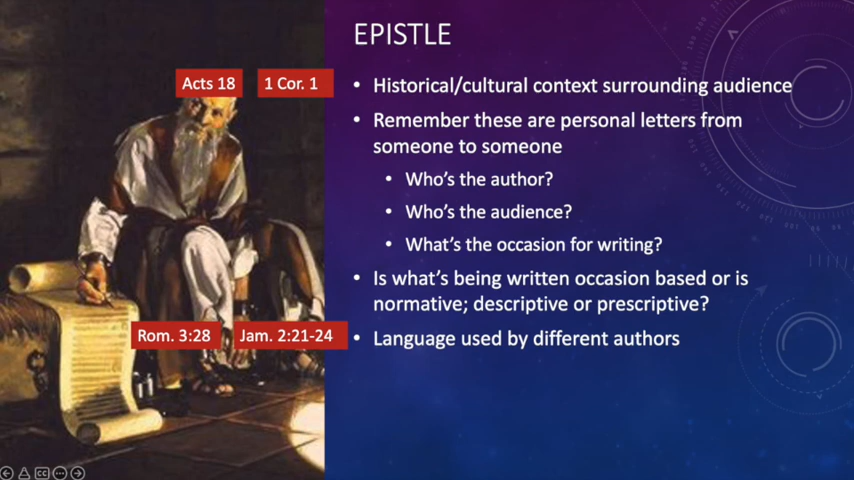 EPISTLE
Acts 18
1 Cor. 1
• Historical/cultural context surrounding audience
• Remember these are personal letters from
someone to someone
• Who's the author?
• Who's the audience?
• What's the occasion for writing?
• Is what's being written occasion based or is
normative; descriptive or prescriptive?
Rom. 3:28
Jam. 2:21-24
• Language used by different authors
CC